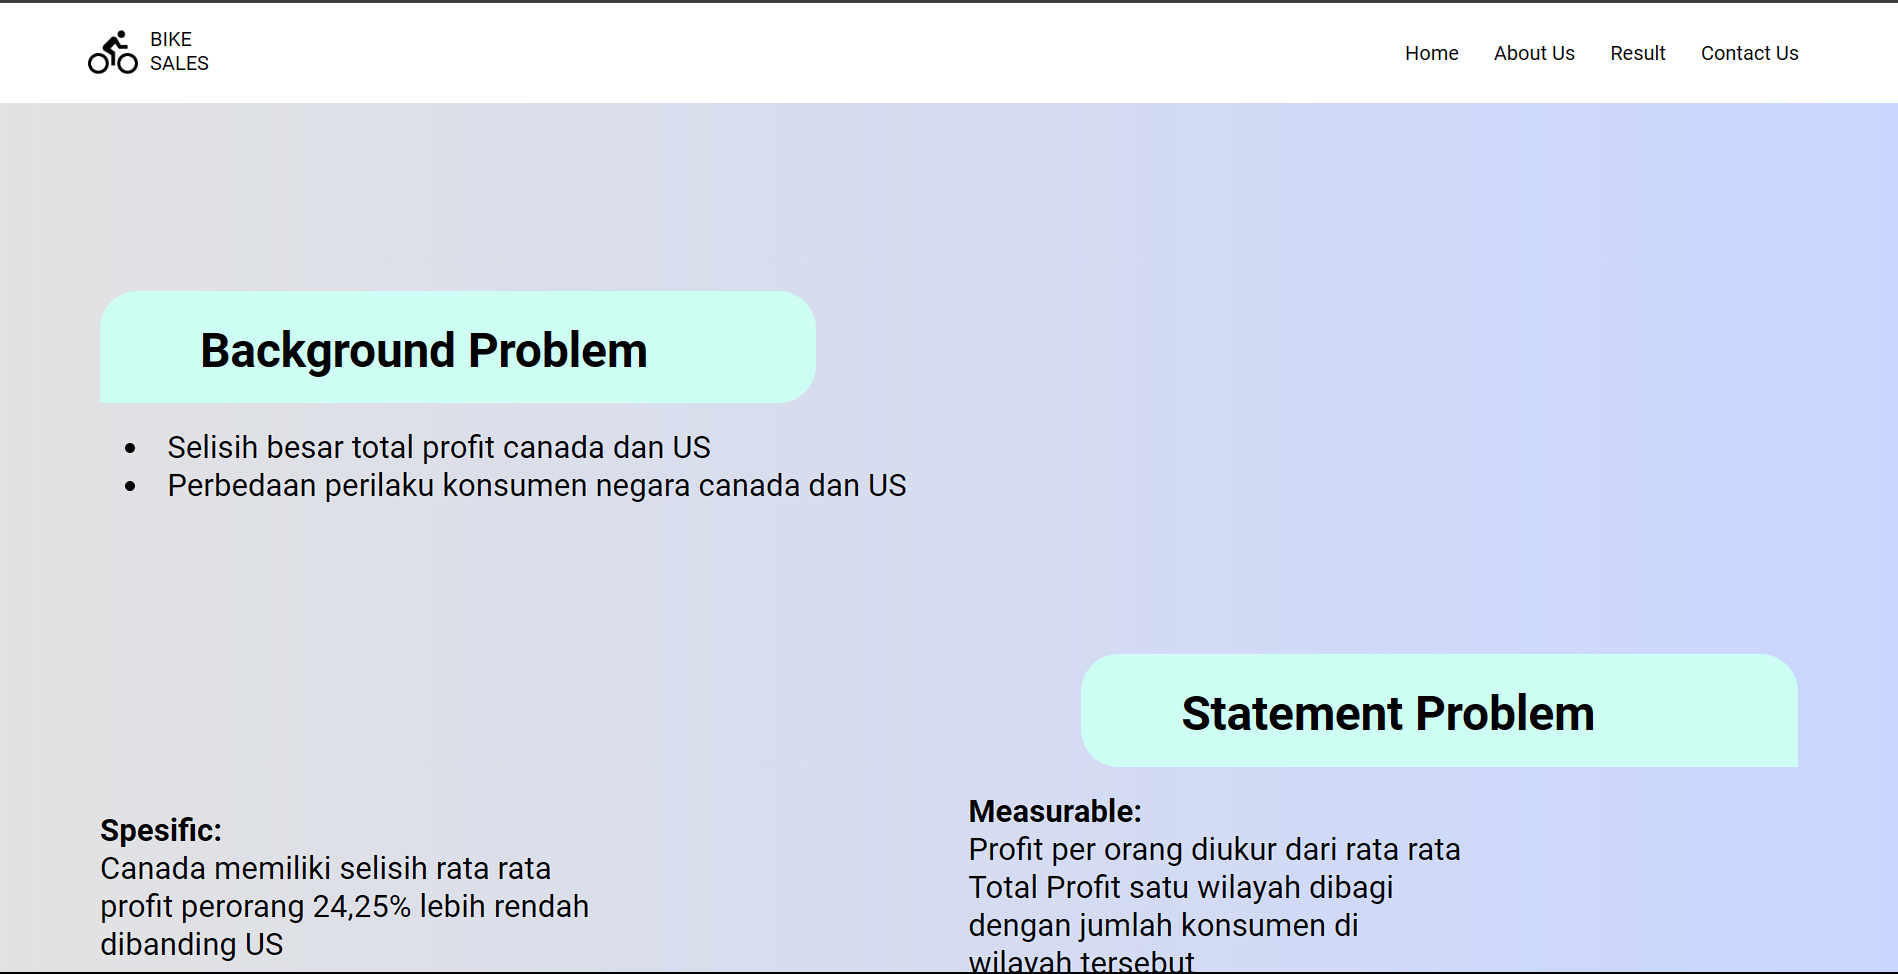 BIKE
SALES
Home About Us Result Contact Us
Background Problem
Selisih besar total profit canada dan US
Perbedaan perilaku konsumen negara canada dan US
Statement Problem
Spesific:
Canada memiliki selisih rata rata
profit perorang 24,25% lebih rendah
dibanding US
Measurable:
Profit per orang diukur dari rata rata
Total Profit satu wilayah dibagi
dengan jumlah konsumen di
wilayah tersebut